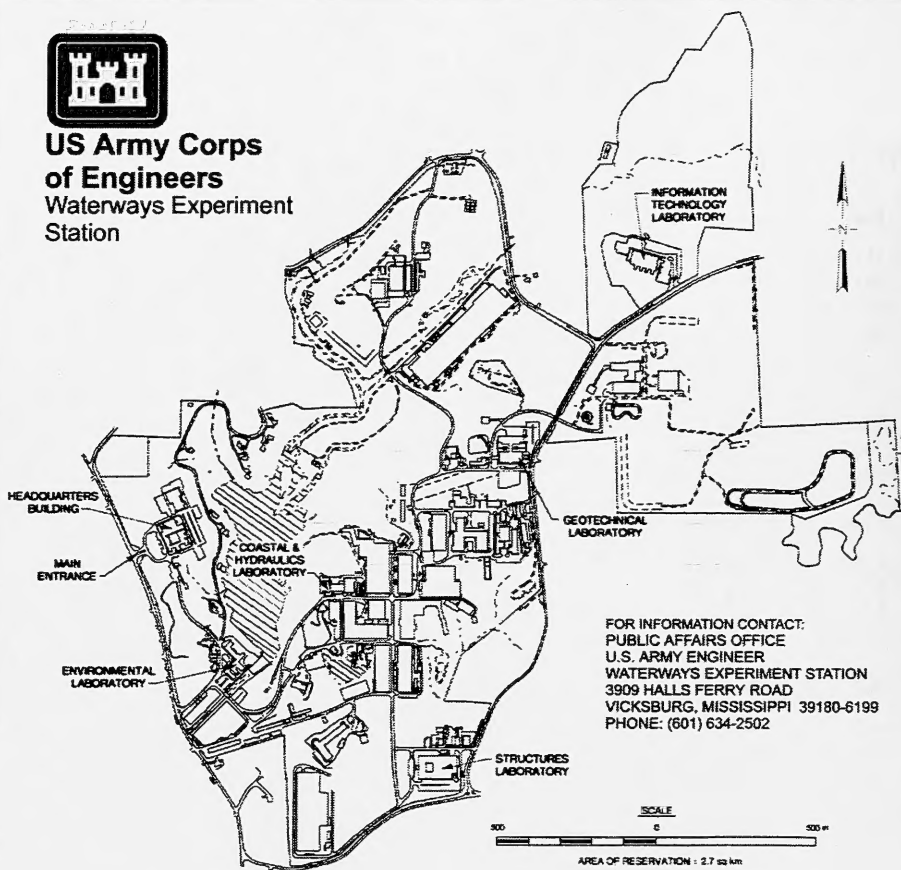 US Army Corps
of Engineers
Waterways Experiment
Station
INFORMATION
TECHNOLOGY
LABORATORY
N
HEADQUARTERS
BUILDING
MAIN
ENTRANCE
COASTAL &
HYDRAULICS
LABORATORY
GEOTECHNICAL
LABORATORY
ENVIRONMENTAL
LABORATORY
STRUCTURES
LABORATORY
FOR INFORMATION CONTACT:
PUBLIC AFFAIRS OFFICE
U.S. ARMY ENGINEER
WATERWAYS EXPERIMENT STATION
3909 HALLS FERRY ROAD
VICKSBURG, MISSISSIPPI 39180-6199
PHONE: (601) 634-2502
SCALE
500 0 500 m
AREA OF RESERVATION : 2.7 sq km